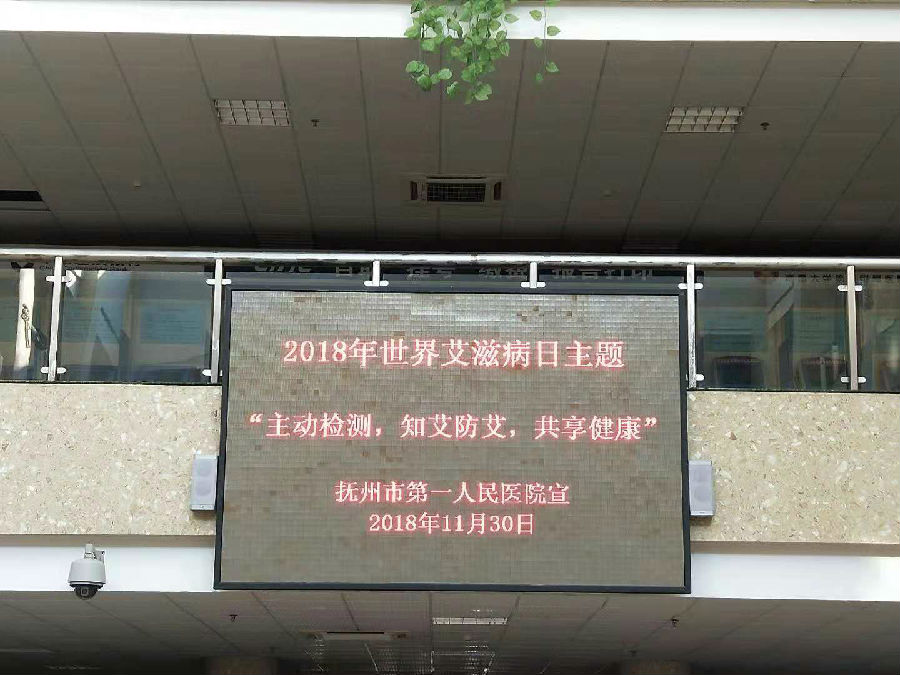 2018年世界艾滋病日主题
“主动检测，知艾防艾，共享健康”
抚州市第一人民医院宣
2018年11月30日